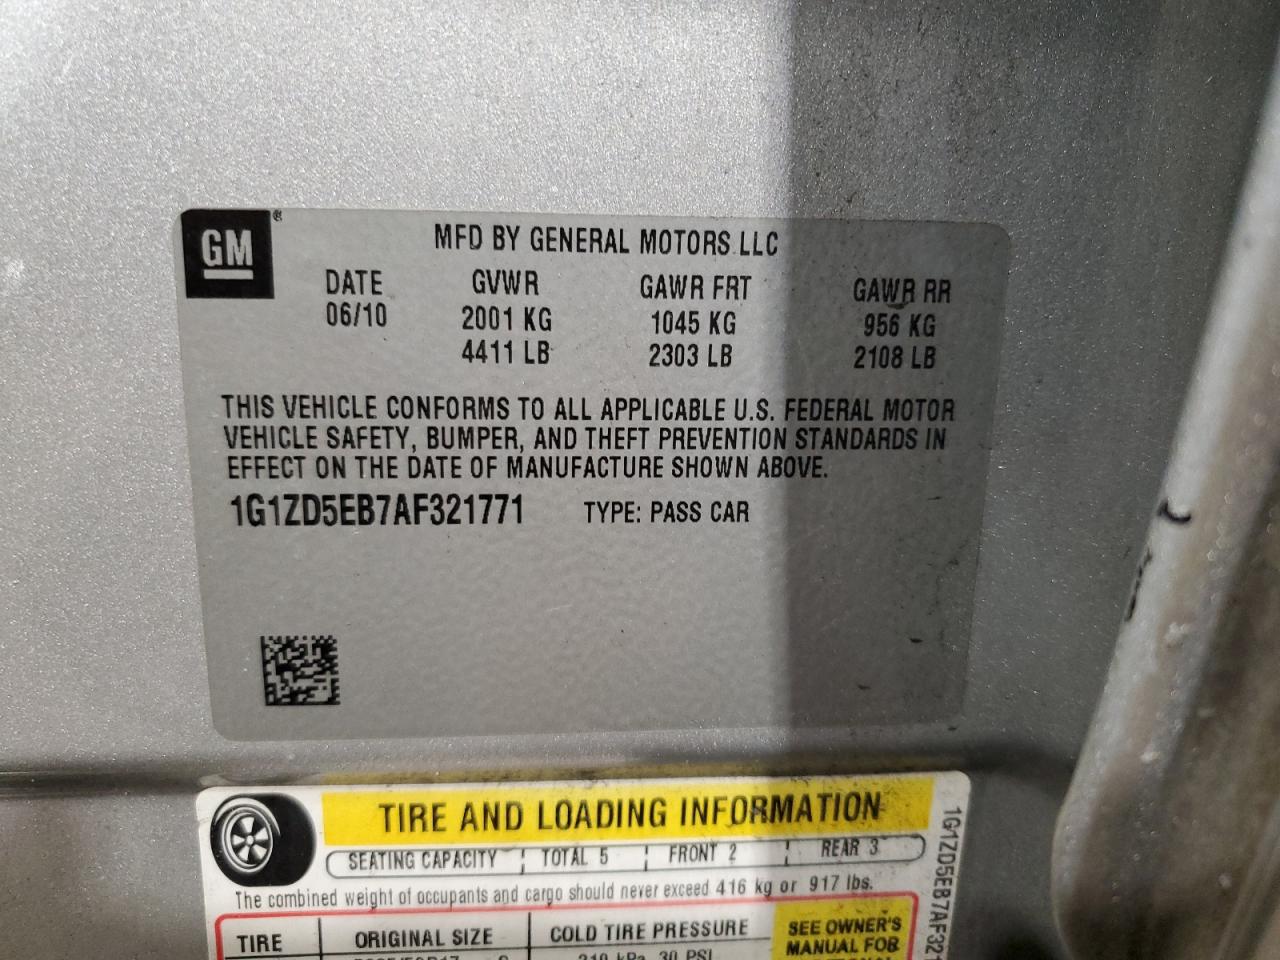 GM®
MFD BY GENERAL MOTORS LLC
DATE GVWR GAWR FRT GAWR RR
06/10 2001 KG 1045 KG 956 KG
4411 LB 2303 LB 2108 LB
THIS VEHICLE CONFORMS TO ALL APPLICABLE U.S. FEDERAL MOTOR
VEHICLE SAFETY, BUMPER, AND THEFT PREVENTION STANDARDS IN
EFFECT ON THE DATE OF MANUFACTURE SHOWN ABOVE.
1G1ZD5EB7AF321771 TYPE: PASS CAR
TIRE AND LOADING INFORMATION
SEATING CAPACITY TOTAL 5 FRONT 2 REAR 3
The combined weight of occupants and cargo should never exceed 416 kg or 917 lbs.
TIRE ORIGINAL SIZE COLD TIRE PRESSURE
SEE OWNER'S
MANUAL FOR
30 PSI
1G1ZD5EB7AF321